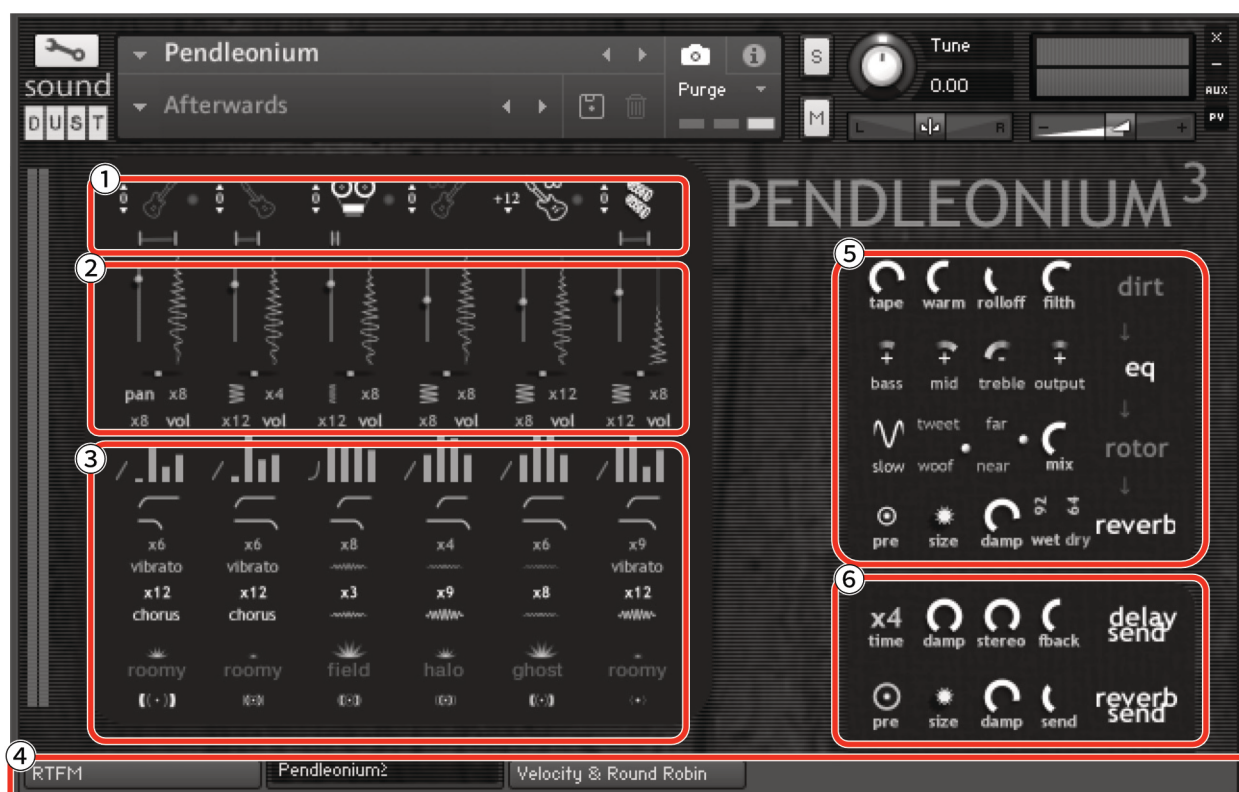 Pendleonium
S
Tune
0.00
×
−
AUX
PV
sound
DUST
Afterwards
Purge
M
L
R
−
+
PENDLEONIUM3
1
0
0
0
0
+12
0
2
pan x8
x4
x8
x8
x12
x8
x8 vol
x12 vol
x12 vol
x8 vol
x8 vol
x12 vol
3
x6
x6
x8
x4
x6
x9
vibrato
vibrato
vibrato
x12
x12
x3
x9
x8
x12
chorus
chorus
roomy
roomy
field
halo
ghost
roomy
5
tape
warm
rolloff
filth
dirt
↓
bass
mid
treble
output
eq
↓
tweet
far
slow
woof
near
mix
rotor
↓
92
64
pre
size
damp
wet dry
reverb
6
x4
time
damp
stereo
fback
delay
send
pre
size
damp
send
reverb
send
4
RTFM
Pendleonium2
Velocity & Round Robin